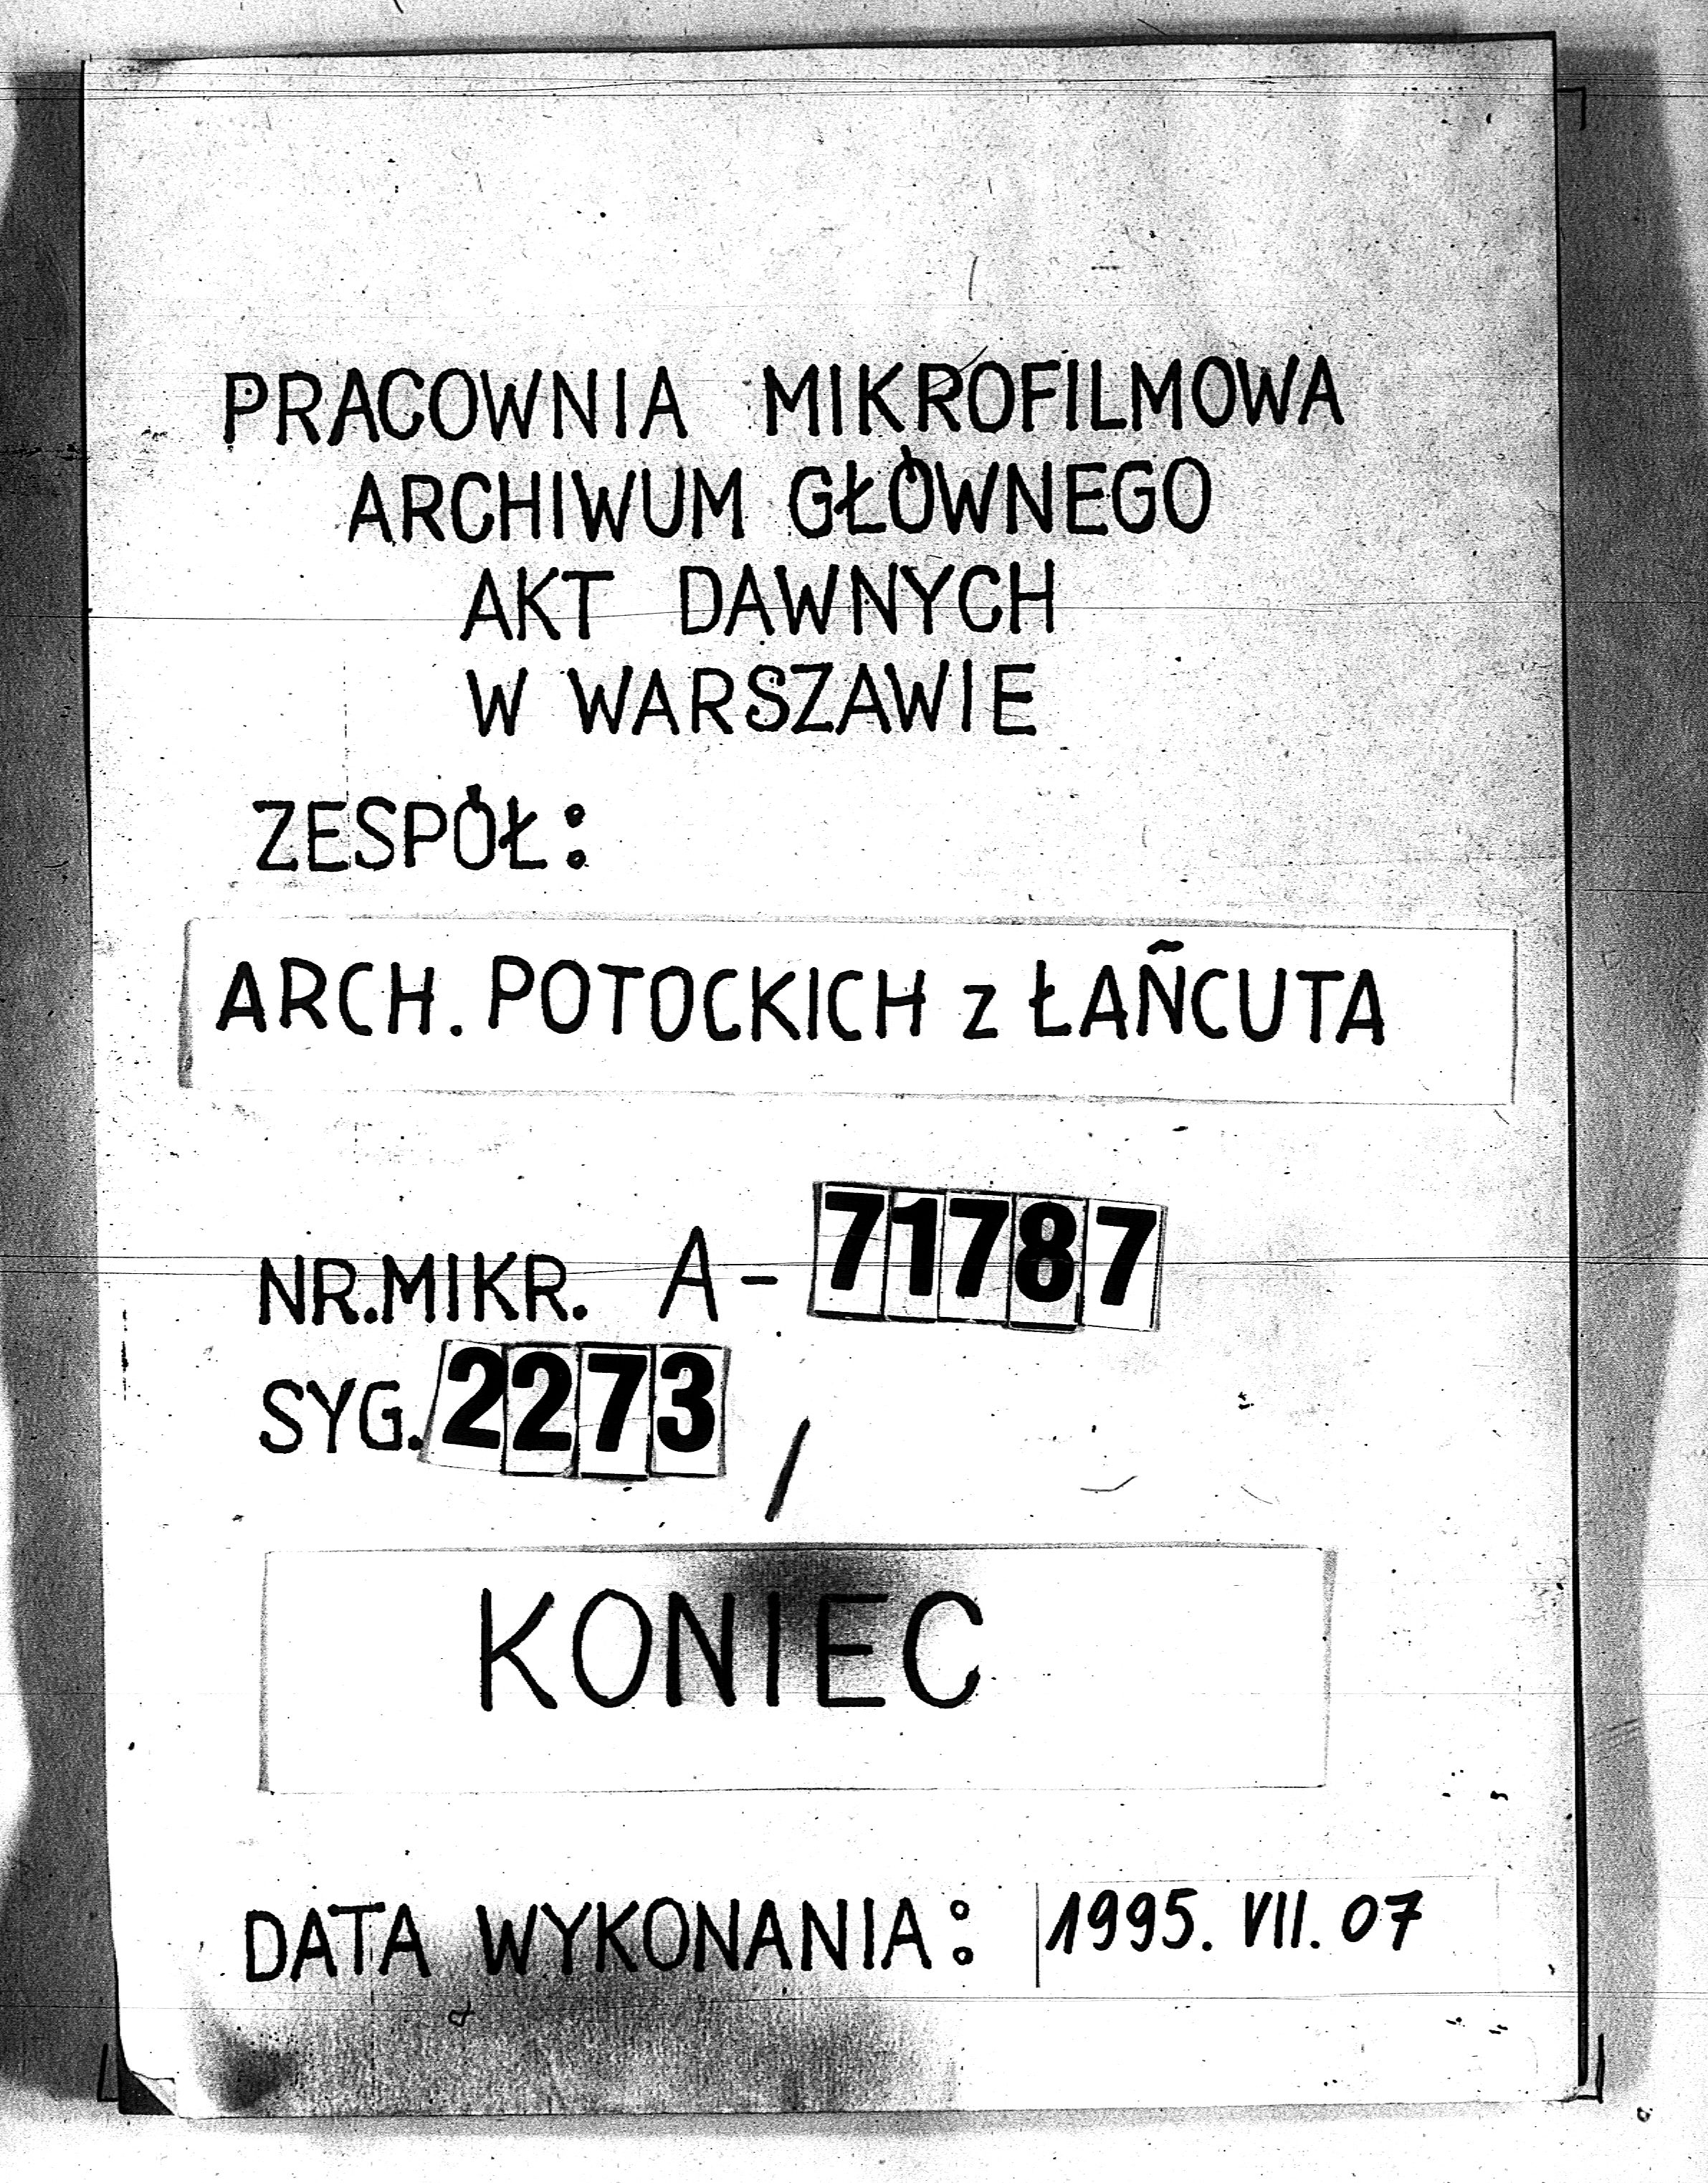 PRACOWNIA MIKROFILMOWA
ARCHIWUM GŁÓWNEGO
AKT DAWNYCH
W WARSZAWIE
ZESPÓŁ:
ARCH. POTOCKICH z ŁAÑCUTA
NR.MIKR. A-71787
SYG. 2273 /
KONIEC
DATA WYKONANIA: 1995. VII. 07